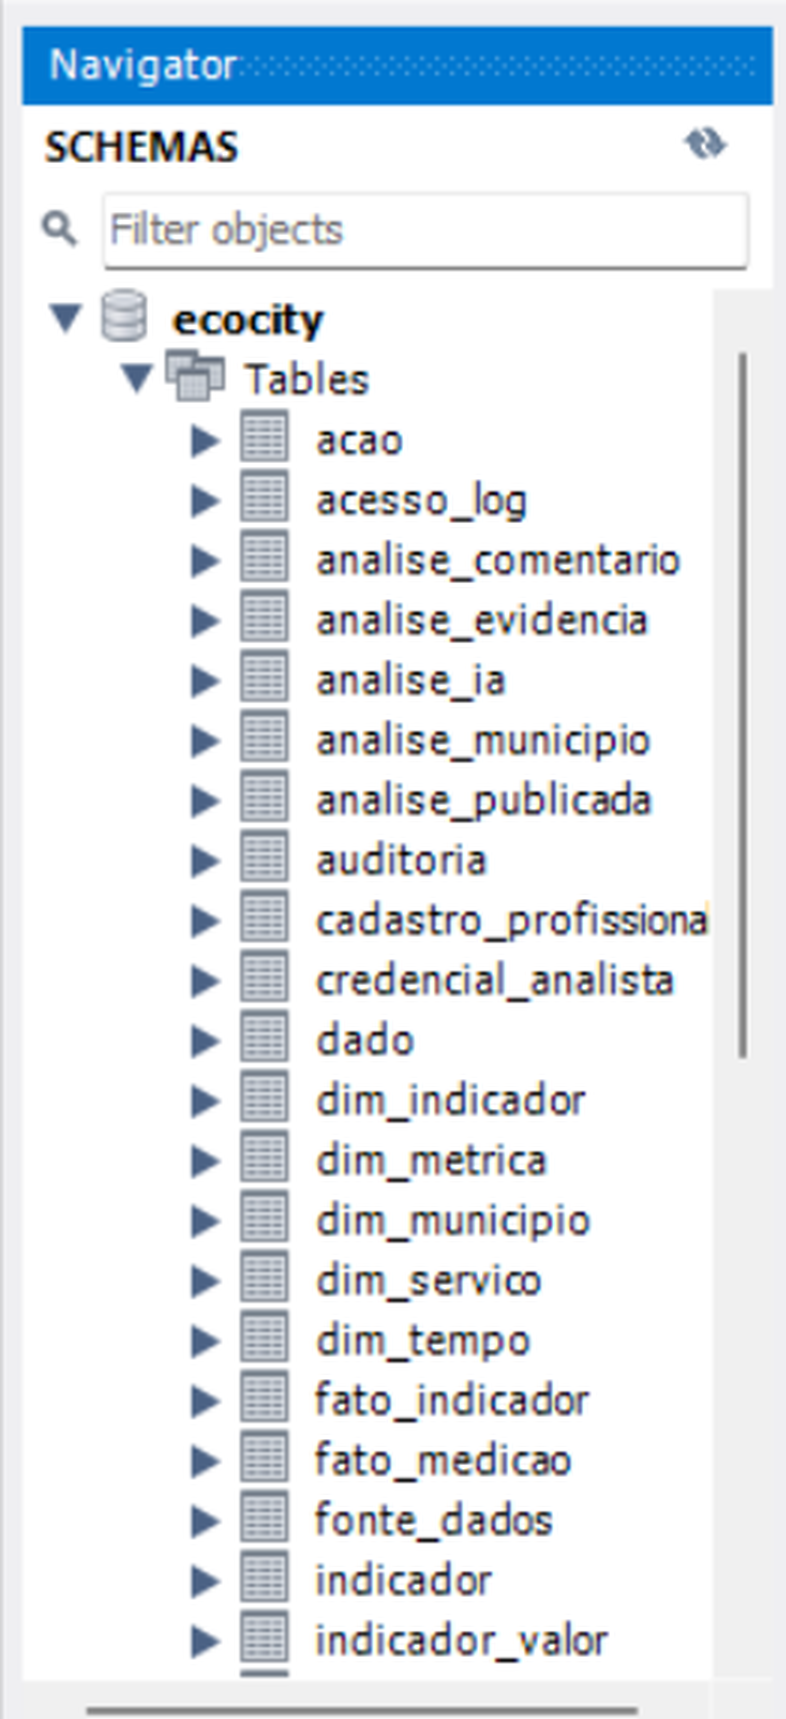 Navigator
SCHEMAS
Filter objects
ecocity
Tables
acao
acesso_log
analise_comentario
analise_evidencia
analise_ia
analise_municipio
analise_publicada
auditoria
cadastro_profissiona
credencial_analista
dado
dim_indicador
dim_metrica
dim_municipio
dim_servico
dim_tempo
fato_indicador
fato_medicao
fonte_dados
indicador
indicador_valor